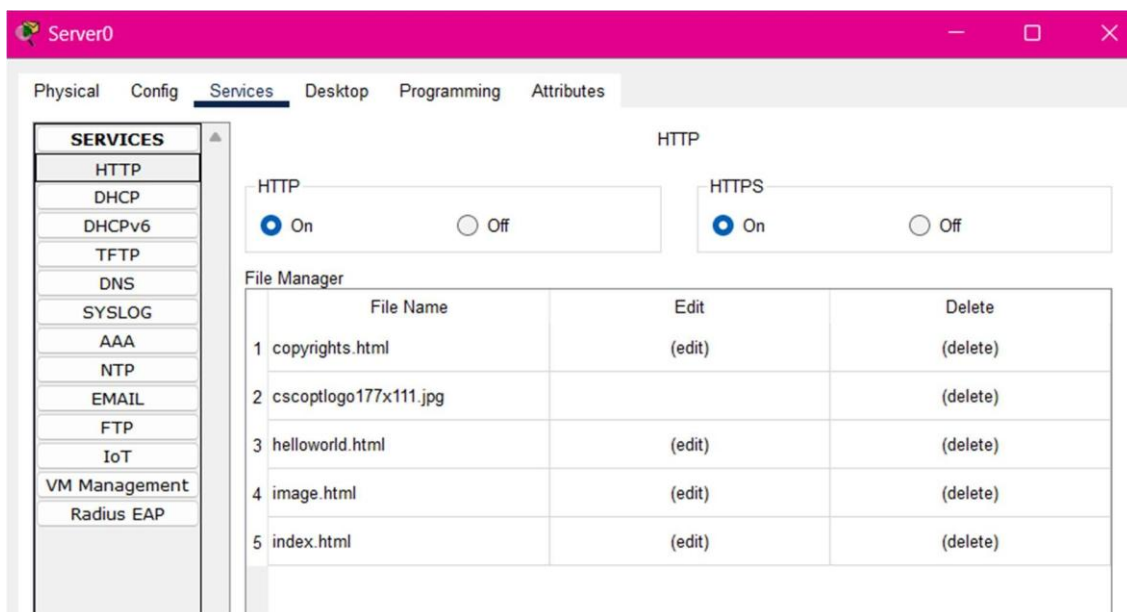 Server0
Physical Config Services Desktop Programming Attributes
SERVICES
HTTP
DHCP
DHCPv6
TFTP
DNS
SYSLOG
AAA
NTP
EMAIL
FTP
IoT
VM Management
Radius EAP
HTTP
HTTP
On Off
HTTPS
On Off
File Manager
File Name Edit Delete
1 copyrights.html (edit) (delete)
2 cscoptlogo177x111.jpg (delete)
3 helloworld.html (edit) (delete)
4 image.html (edit) (delete)
5 index.html (edit) (delete)